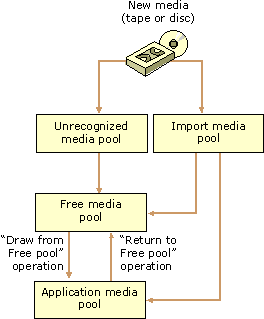 New media
(tape or disc)
Unrecognized
media pool
Import media
pool
Free media
pool
“Draw from
Free pool”
operation
“Return to
Free pool”
operation
Application media
pool